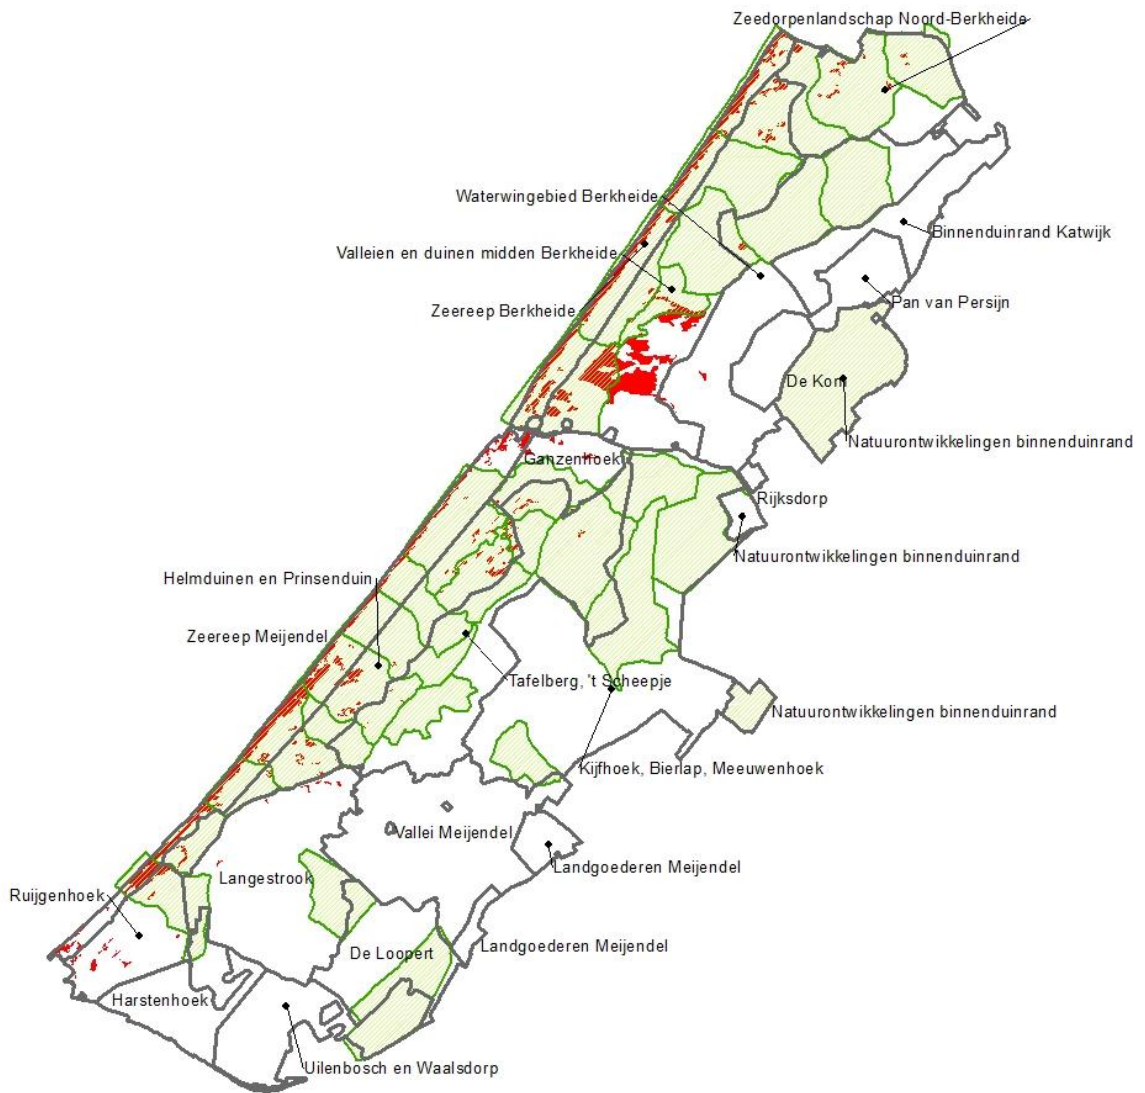 Zeedorpenlandschap Noord-Berkheide
Waterwingebied Berkheide
Binnenduinrand Katwijk
Valleien en duinen midden Berkheide
Pan van Persijn
Zeereep Berkheide
De Kom
Natuurontwikkelingen binnenduinrand
Ganzenhoek
Rijksdorp
Natuurontwikkelingen binnenduinrand
Helmduinen en Prinsenduin
Zeereep Meijendel
Tafelberg, 't Scheepje
Natuurontwikkelingen binnenduinrand
Kijfhoek, Bierlap, Meeuwenhoek
Vallei Meijendel
Landgoederen Meijendel
Langestrook
Ruijgenhoek
Landgoederen Meijendel
De Loopert
Harstenhoek
Uilenbosch en Waalsdorp